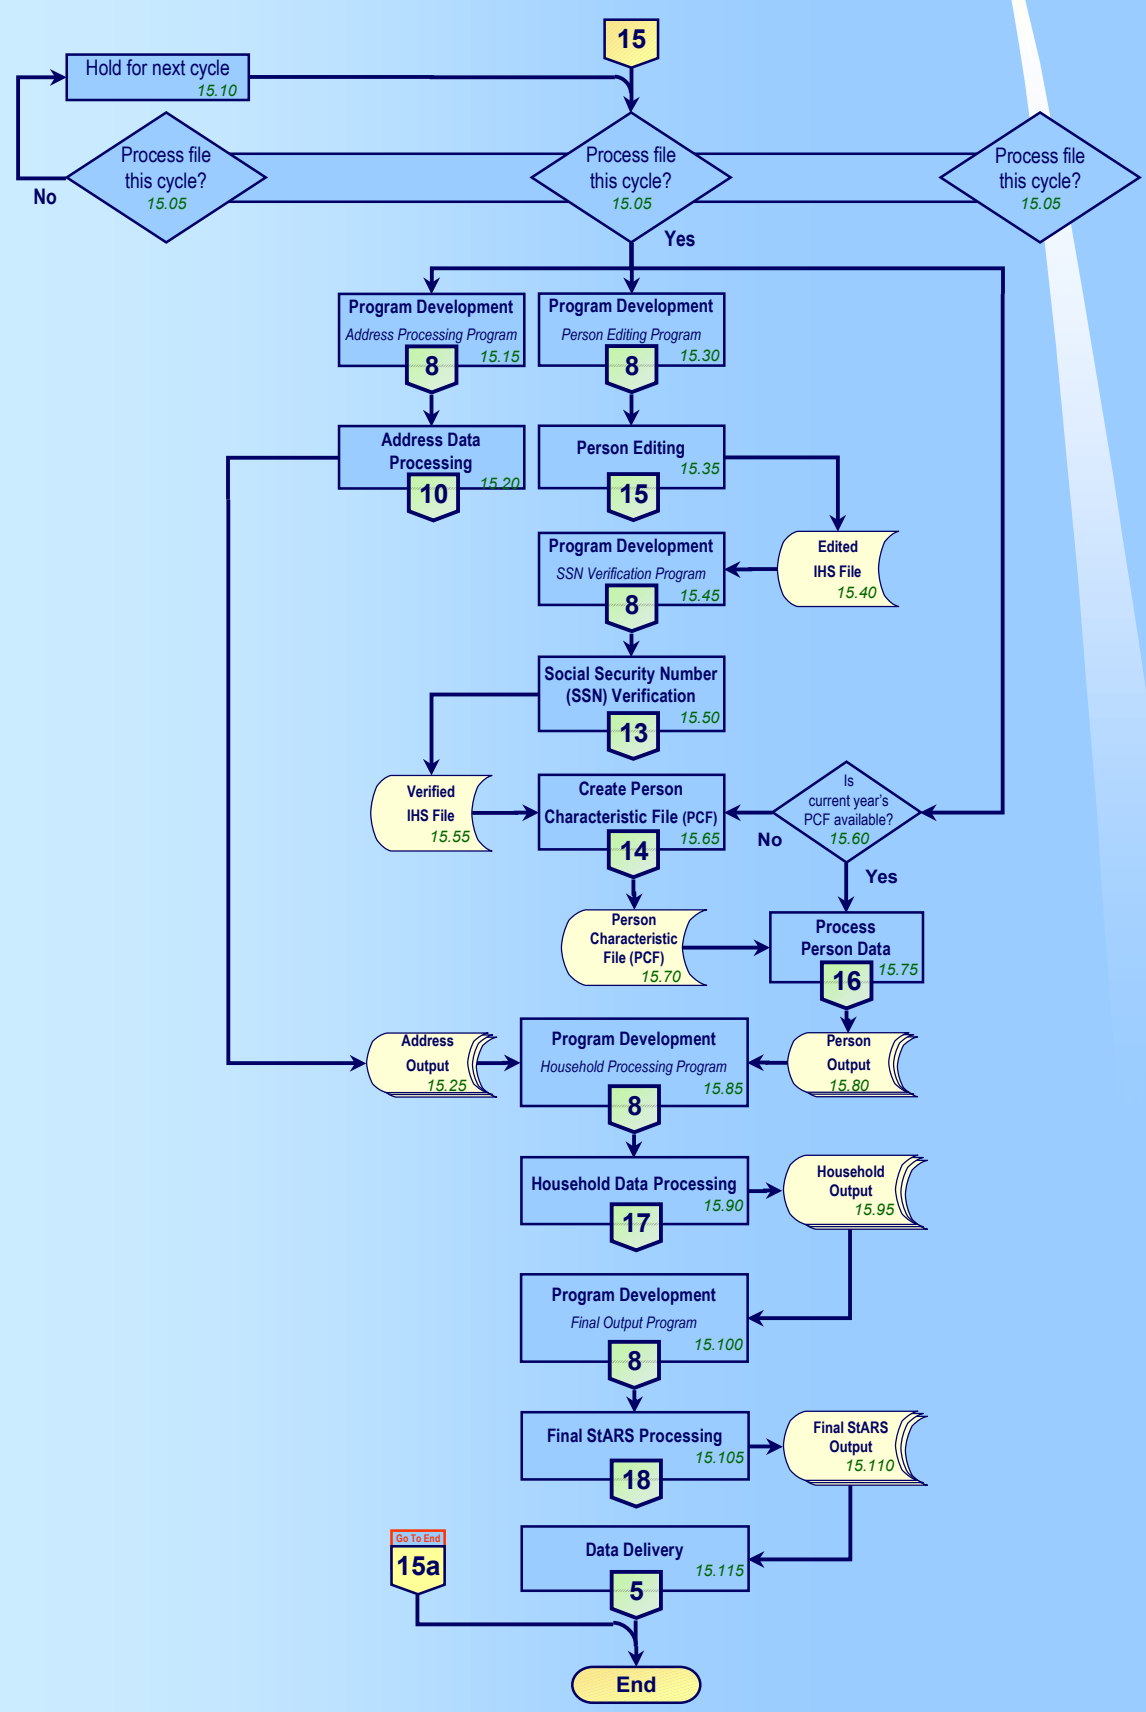 15
Hold for next cycle
15.10
Process file
this cycle?
15.05
No
Process file
this cycle?
15.05
Process file
this cycle?
15.05
Yes
Program Development
Address Processing Program
15.15
8
Program Development
Person Editing Program
15.30
8
Address Data
Processing
15.20
10
Person Editing
15.35
15
Edited
IHS File
15.40
Program Development
SSN Verification Program
15.45
8
Social Security Number
(SSN) Verification
15.50
13
Verified
IHS File
15.55
Create Person
Characteristic File (PCF)
15.65
14
Is
current year's
PCF available?
15.60
No
Yes
Person
Characteristic
File (PCF)
15.70
Process
Person Data
15.75
16
Address
Output
15.25
Program Development
Household Processing Program
15.85
8
Person
Output
15.80
Household Data Processing
15.90
17
Household
Output
15.95
Program Development
Final Output Program
15.100
8
Final StARS Processing
15.105
18
Final StARS
Output
15.110
Data Delivery
15.115
5
Go To End
15a
End